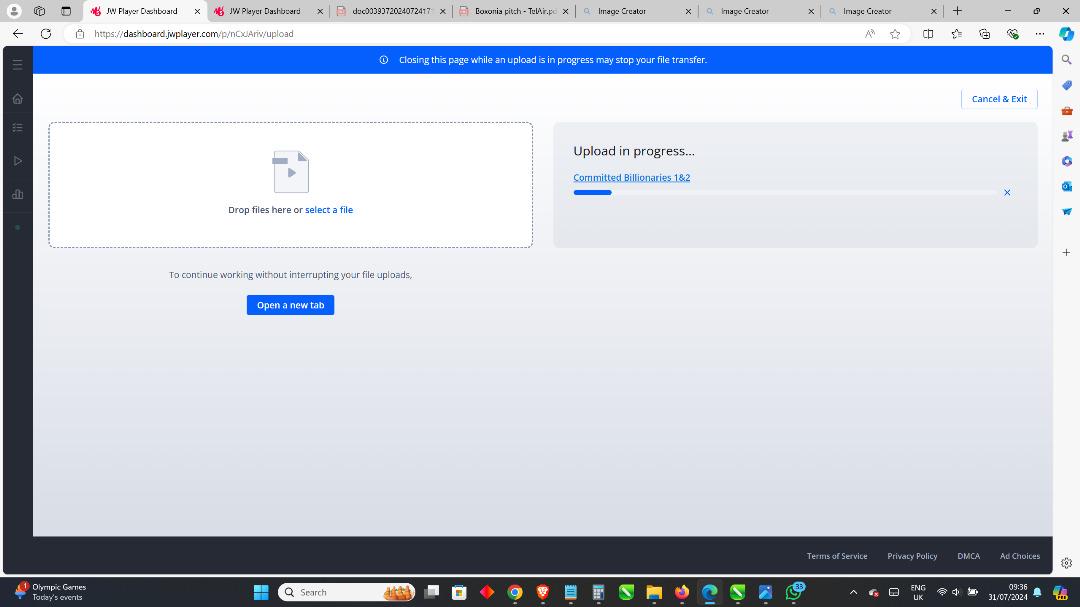 JW Player Dashboard
JW Player Dashboard
doc00393720240724171
Boxonia pitch - TelAir.pd
Image Creator
Image Creator
Image Creator
https://dashboard.jwplayer.com/p/nCxJAriv/upload
Closing this page while an upload is in progress may stop your file transfer.
Cancel & Exit
Drop files here or select a file
Upload in progress...
Committed Billionaries 1&2
To continue working without interrupting your file uploads,
Open a new tab
Terms of Service
Privacy Policy
DMCA
Ad Choices
1
Olympic Games
Today's events
Search
33
ENG
UK
09:36
31/07/2024